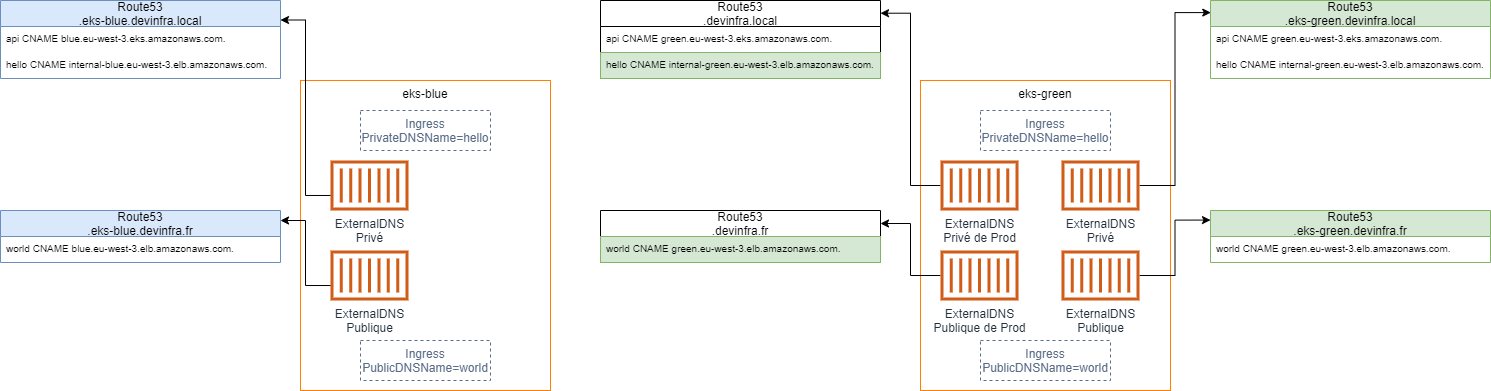 Route53
.eks-blue.devinfra.local
api CNAME blue.eu-west-3.eks.amazonaws.com.
hello CNAME internal-blue.eu-west-3.elb.amazonaws.com.
Route53
.devinfra.local
api CNAME green.eu-west-3.eks.amazonaws.com.
hello CNAME internal-green.eu-west-3.elb.amazonaws.com.
Route53
.eks-green.devinfra.local
api CNAME green.eu-west-3.eks.amazonaws.com.
hello CNAME internal-green.eu-west-3.elb.amazonaws.com.
eks-blue
Ingress
PrivateDNSName=hello
ExternalDNS
Privé
ExternalDNS
Publique
Ingress
PublicDNSName=world
eks-green
Ingress
PrivateDNSName=hello
ExternalDNS
Privé de Prod
ExternalDNS
Privé
ExternalDNS
Publique de Prod
ExternalDNS
Publique
Ingress
PublicDNSName=world
Route53
.eks-blue.devinfra.fr
world CNAME blue.eu-west-3.elb.amazonaws.com.
Route53
.devinfra.fr
world CNAME green.eu-west-3.elb.amazonaws.com.
Route53
.eks-green.devinfra.fr
world CNAME green.eu-west-3.elb.amazonaws.com.